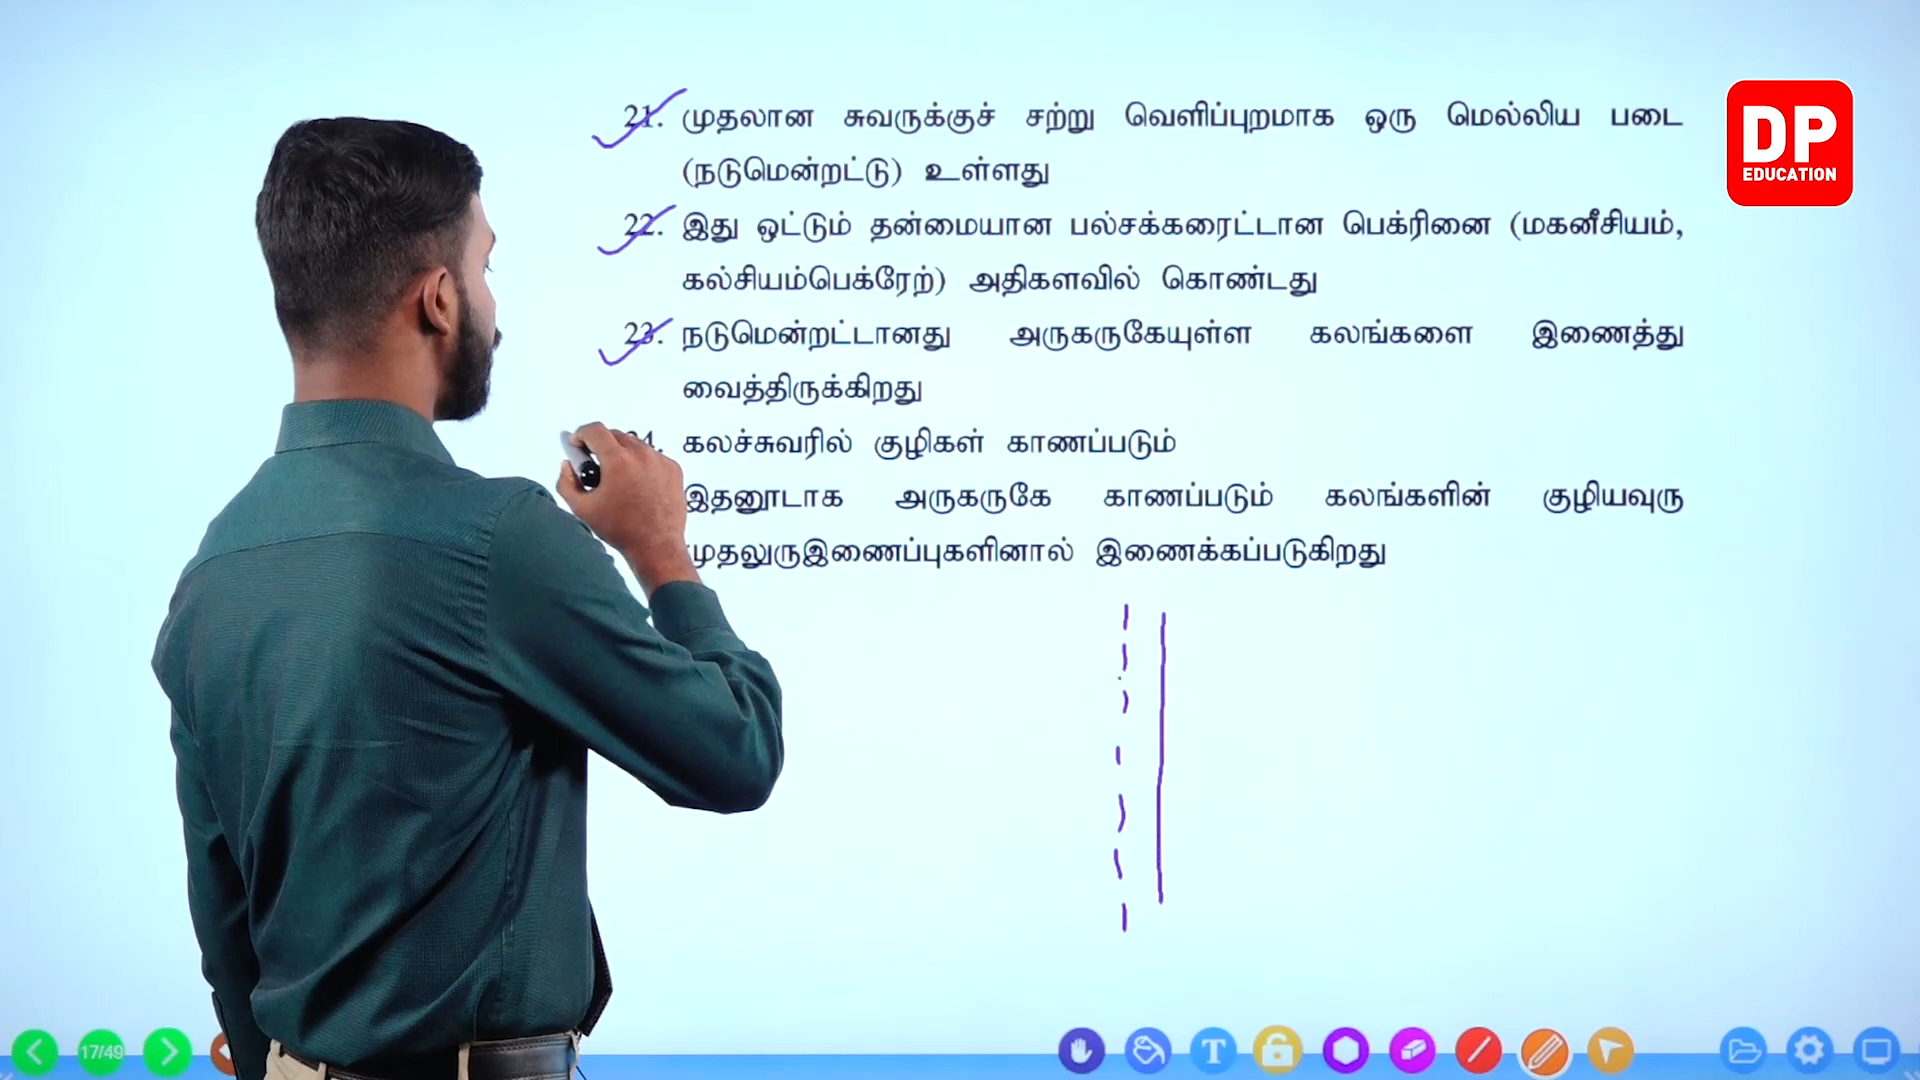 21. முதலான சுவருக்குச் சற்று வெளிப்புறமாக ஒரு மெல்லிய படை
(நடுமென்றட்டு) உள்ளது
22. இது ஒட்டும் தன்மையான பல்சக்கரைட்டான பெக்ரினை (மகனீசியம்,
கல்சியம்பெக்ரேற்) அதிகளவில் கொண்டது
23. நடுமென்றட்டானது அருகருகேயுள்ள கலங்களை இணைத்து
வைத்திருக்கிறது
24. கலச்சுவரில் குழிகள் காணப்படும்
இதனூடாக அருகருகே காணப்படும் கலங்களின் குழியவுரு
முதலுருஇணைப்புகளினால் இணைக்கப்படுகிறது
DP
EDUCATION
17/49
T